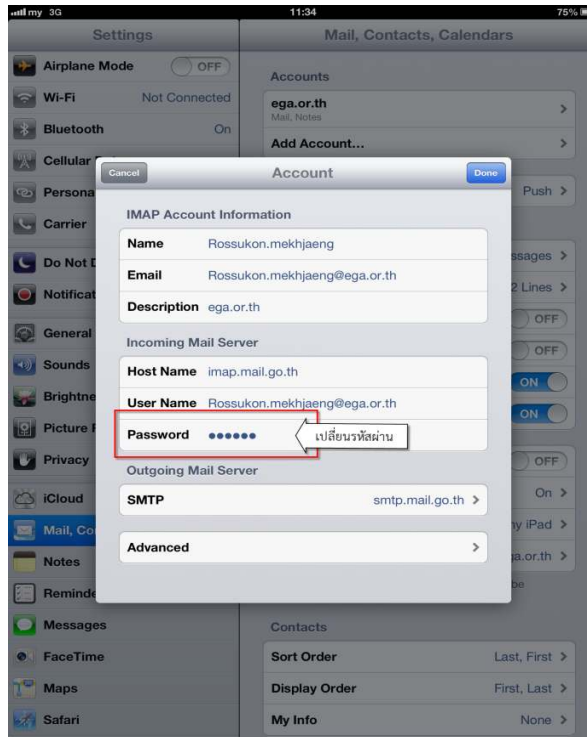 my 3G 11:34 75%
Settings
Mail, Contacts, Calendars
Airplane Mode OFF
Wi-Fi Not Connected
Bluetooth On
Cellular
Persona
Carrier
Do Not D
Notificat
General
Sounds
Brightne
Picture F
Privacy
iCloud
Mail, Co
Notes
Reminde
Messages
FaceTime
Maps
Safari
Accounts
ega.or.th
Mail, Notes
Add Account...
Push
ssages
2 Lines
OFF
OFF
ON
ON
OFF
On
ny iPad
ga.or.th
be
Contacts
Sort Order Last, First
Display Order First, Last
My Info None
Cancel Account Done
IMAP Account Information
Name Rossukon.mekhjaeng
Email Rossukon.mekhjaeng@ega.or.th
Description ega.or.th
Incoming Mail Server
Host Name imap.mail.go.th
User Name Rossukon.mekhjaeng@ega.or.th
Password ●●●●●● เปลี่ยนรหัสผ่าน
Outgoing Mail Server
SMTP smtp.mail.go.th
Advanced